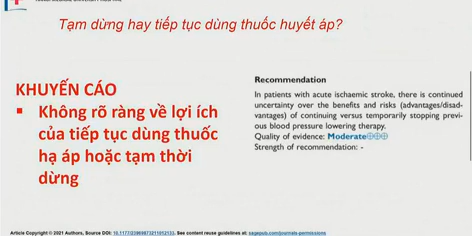 Tạm dừng hay tiếp tục dùng thuốc huyết áp?
KHUYẾN CÁO
▪ Không rõ ràng về lợi ích
của tiếp tục dùng thuốc
hạ áp hoặc tạm thời
dừng
Recommendation
In patients with acute ischaemic stroke, there is continued
uncertainty over the benefits and risks (advantages/disad-
vantages) of continuing versus temporarily stopping previ-
ous blood pressure lowering therapy.
Quality of evidence: Moderate⊕⊕⊕
Strength of recommendation: -
Article Copyright © 2021 Authors, Source DOI: 10.1177/23969873211012133. See content reuse guidelines at: sagepub.com/journals-permissions